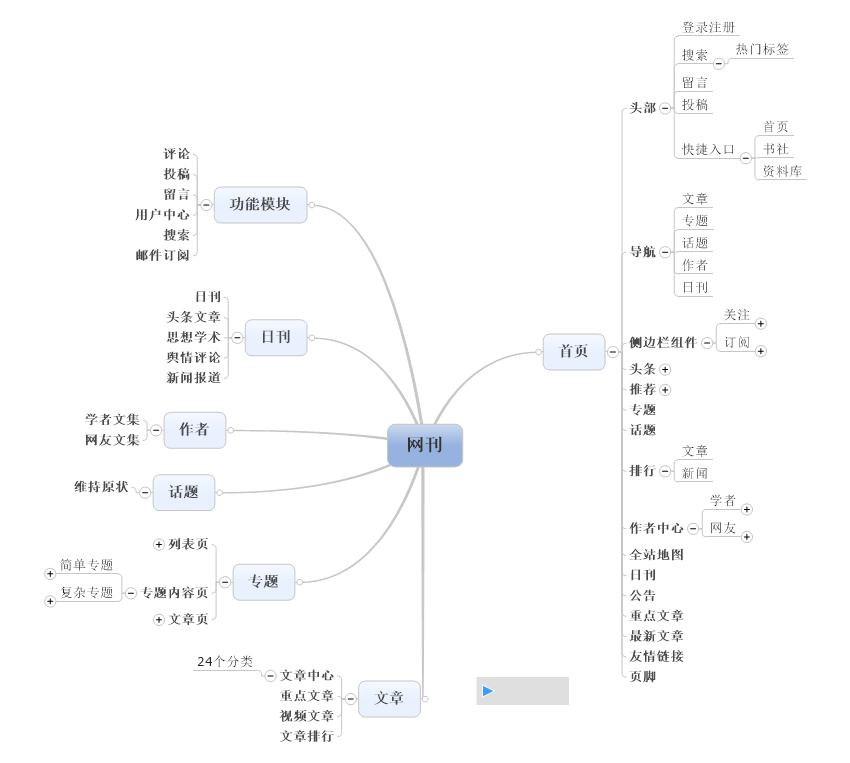 网刊
功能模块
评论
投稿
留言
用户中心
搜索
邮件订阅
日刊
日刊
头条文章
思想学术
舆情评论
新闻报道
作者
学者文集
网友文集
话题
维持原状
专题
列表页
专题内容页
简单专题
复杂专题
文章页
文章
文章中心
24个分类
重点文章
视频文章
文章排行
首页
头部
登录注册
搜索
热门标签
留言
投稿
快捷入口
首页
书社
资料库
导航
文章
专题
话题
作者
日刊
侧边栏组件
关注
订阅
头条
推荐
专题
话题
排行
文章
新闻
作者中心
学者
网友
全站地图
日刊
公告
重点文章
最新文章
友情链接
页脚